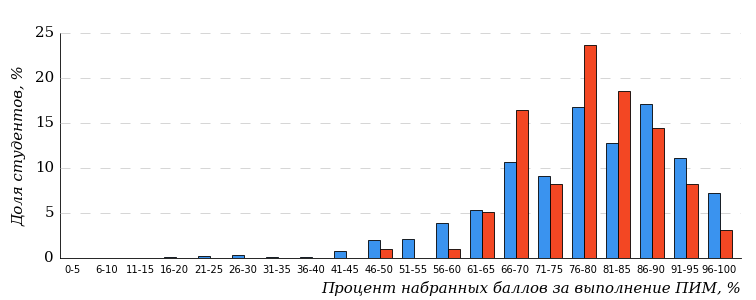 Доля студентов, %
25
20
15
10
5
0
0-5 6-10 11-15 16-20 21-25 26-30 31-35 36-40 41-45 46-50 51-55 56-60 61-65 66-70 71-75 76-80 81-85 86-90 91-95 96-100
Процент набранных баллов за выполнение ПИМ, %